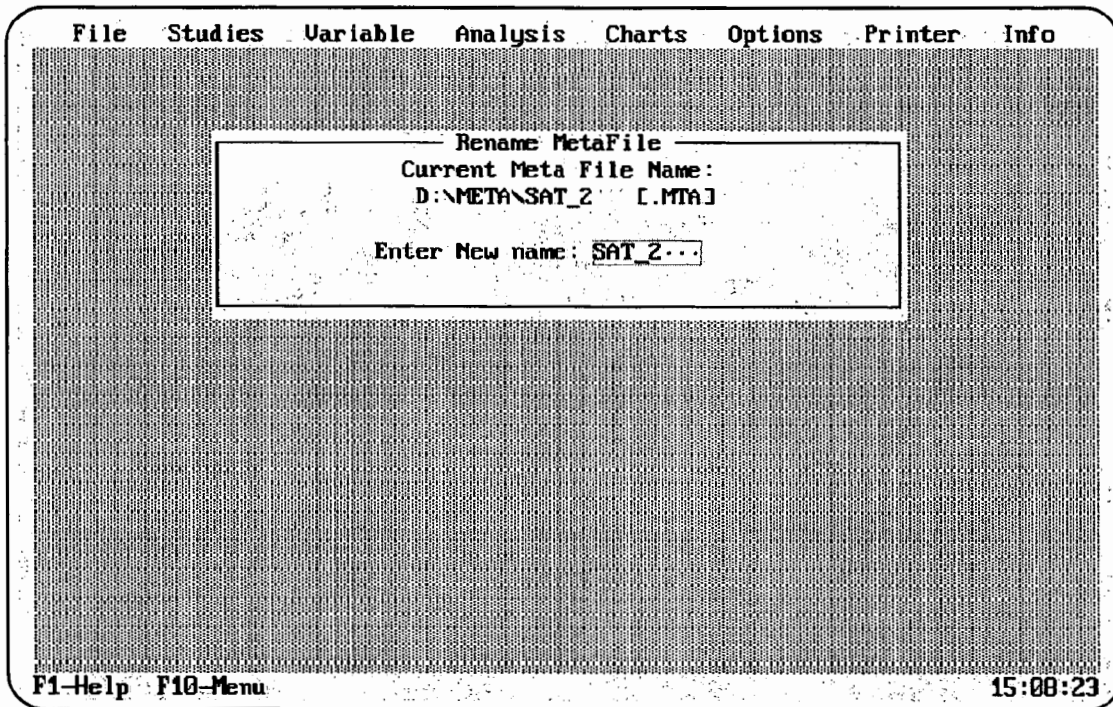 File Studies Variable Analysis Charts Options Printer Info
Rename MetaFile
Current Meta File Name:
D:\META\SAT_2 [.MTA]
Enter New name: SAT_2···
F1-Help F10-Menu 15:08:23